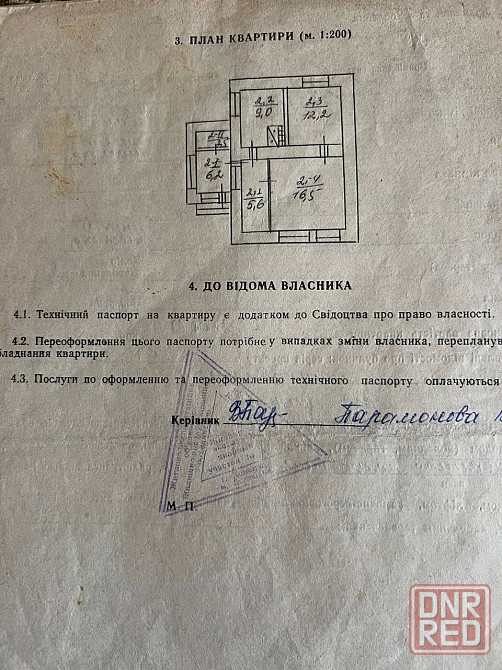 3. ПЛАН КВАРТИРИ (м. 1:200)
2-2
9,0
2-3
12,2
2-II
2-I
6,2
2-1
5,6
2-4
16,5
4. ДО ВІДОМА ВЛАСНИКА
4.1. Технічний паспорт на квартиру є додатком до Свідоцтва про право власності.
4.2. Переоформлення цього паспорту потрібне у випадках зміни власника, перепланув
бладнання квартири.
4.3. Послуги по оформленню та переоформленню технічного паспорту оплачуються
Керівник Парамонова
М. П.
DNR
RED